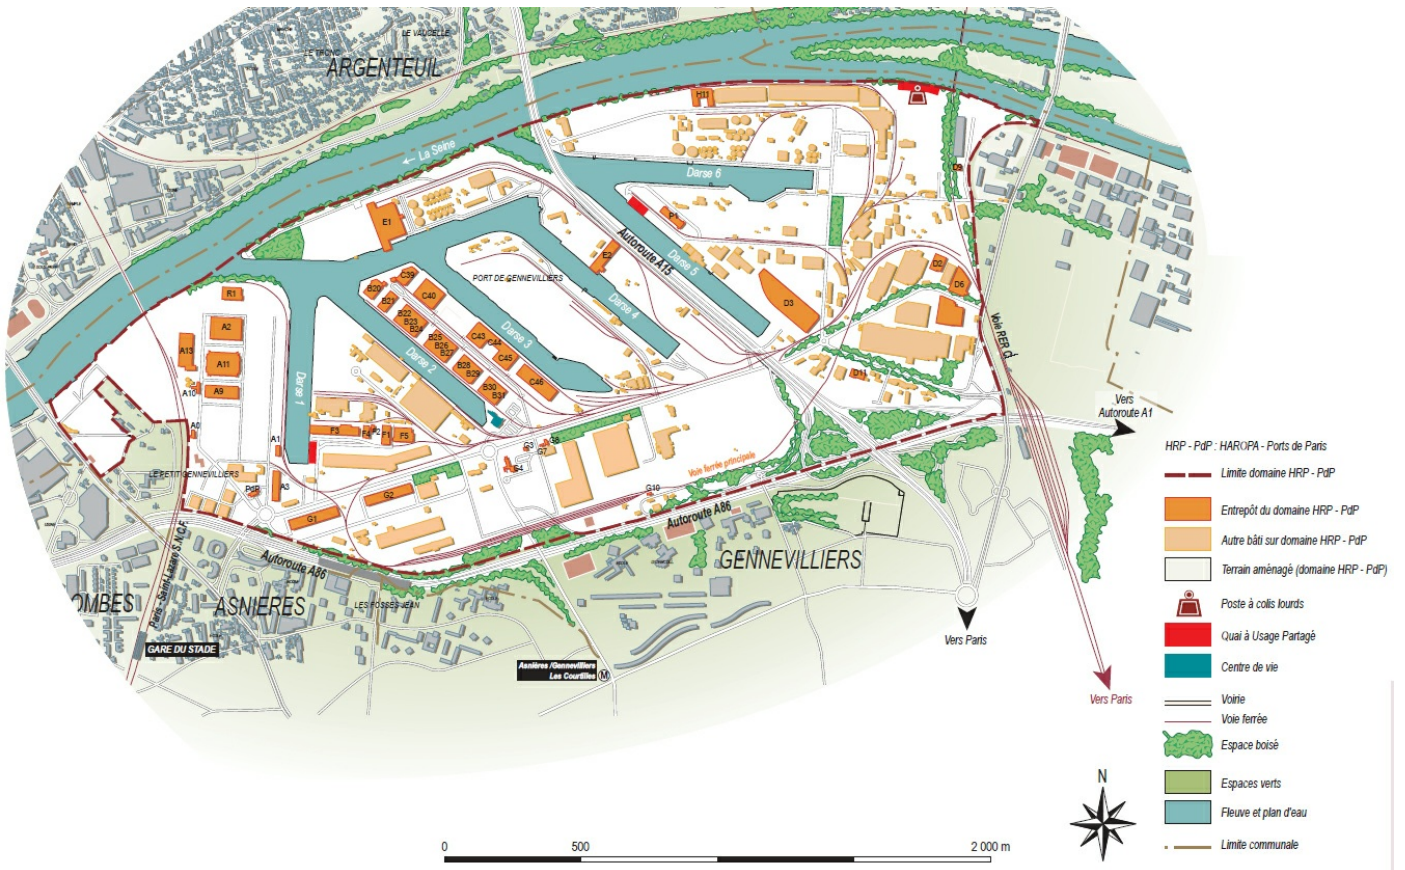 LE VAUCELLE
LE TRONC
ARGENTEUIL
H11
← La Seine
Darse 6
D9
E1
P1
Autoroute A15
E2
Darse 5
PORT DE GENNEVILLIERS
D2
D6
D3
C39
B20
C40
B21
B22
B23
B24
B25
B26
B27
C43
C44
C45
C46
B28
B29
B30
B31
Darse 2
Darse 3
Darse 4
Darse 1
R1
A2
A13
A11
A10
A9
A0
A1
A3
PdP
F3
F4
F2
F1
F5
G8
G3
G7
G4
G2
G1
G10
D11
Voie RER C
Vers
Autoroute A1
LE PETIT GENNEVILLIERS
Voie ferrée principale
Autoroute A86
Autoroute A86
GENNEVILLIERS
Paris - Saint-Lazare S.N.C.F.
OMBES
ASNIERES
LES FOSSES-JEAN
GARE DU STADE
Asnières /Gennevilliers
Les Courtilles
M
Vers Paris
Vers Paris
HRP - PdP : HAROPA - Ports de Paris
Limite domaine HRP - PdP
Entrepôt du domaine HRP - PdP
Autre bâti sur domaine HRP - PdP
Terrain aménagé (domaine HRP - PdP)
Poste à colis lourds
Quai à Usage Partagé
Centre de vie
Voirie
Voie ferrée
Espace boisé
Espaces verts
Fleuve et plan d'eau
Limite communale
N
0 500 2 000 m